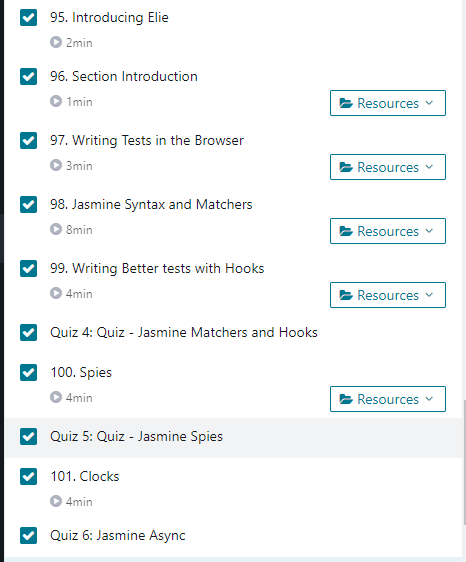 95. Introducing Elie
2min
96. Section Introduction
1min
Resources
97. Writing Tests in the Browser
3min
Resources
98. Jasmine Syntax and Matchers
8min
Resources
99. Writing Better tests with Hooks
4min
Resources
Quiz 4: Quiz - Jasmine Matchers and Hooks
100. Spies
4min
Resources
Quiz 5: Quiz - Jasmine Spies
101. Clocks
4min
Quiz 6: Jasmine Async